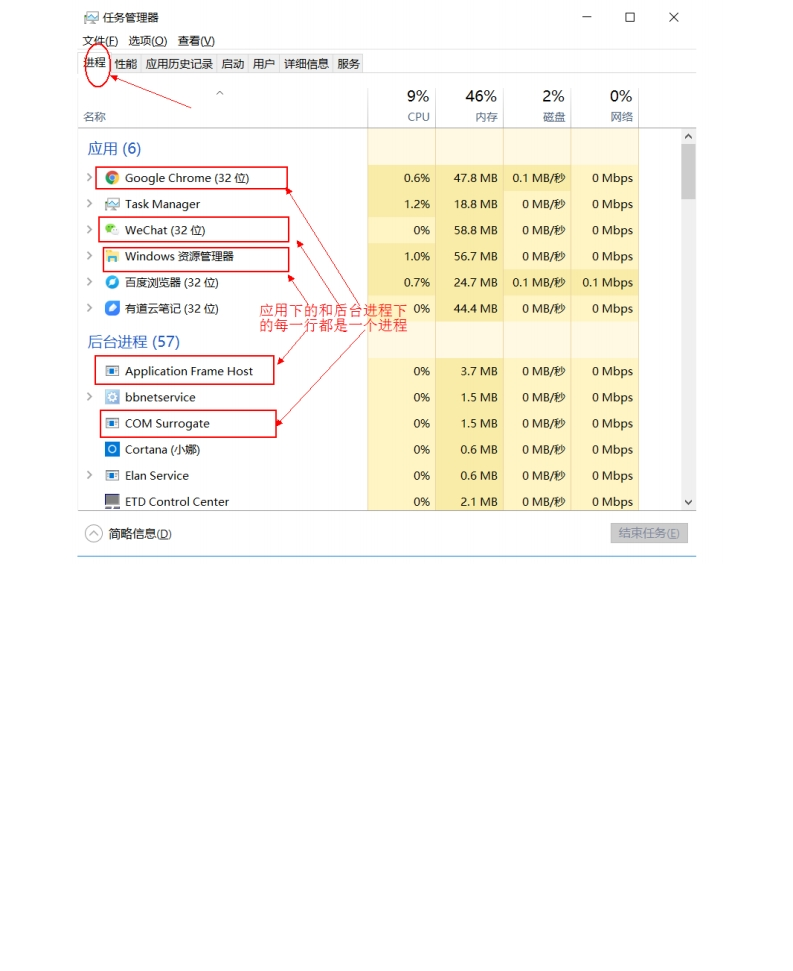 任务管理器
文件(F) 选项(O) 查看(V)
进程 性能 应用历史记录 启动 用户 详细信息 服务
9% 46% 2% 0%
名称 CPU 内存 磁盘 网络
应用 (6)
Google Chrome (32 位) 0.6% 47.8 MB 0.1 MB/秒 0 Mbps
Task Manager 1.2% 18.8 MB 0 MB/秒 0 Mbps
WeChat (32 位) 0% 58.8 MB 0 MB/秒 0 Mbps
Windows 资源管理器 1.0% 56.7 MB 0 MB/秒 0 Mbps
百度浏览器 (32 位) 0.7% 24.7 MB 0.1 MB/秒 0.1 Mbps
有道云笔记 (32 位) 0% 44.4 MB 0 MB/秒 0 Mbps
应用下的和后台进程下
的每一行都是一个进程
后台进程 (57)
Application Frame Host 0% 3.7 MB 0 MB/秒 0 Mbps
bbnetservice 0% 1.5 MB 0 MB/秒 0 Mbps
COM Surrogate 0% 1.5 MB 0 MB/秒 0 Mbps
Cortana (小娜) 0% 0.6 MB 0 MB/秒 0 Mbps
Elan Service 0% 0.6 MB 0 MB/秒 0 Mbps
ETD Control Center 0% 2.1 MB 0 MB/秒 0 Mbps
简略信息(D) 结束任务(E)